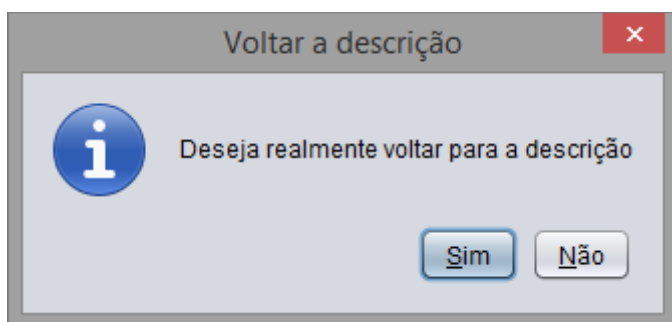 Voltar a descrição
Deseja realmente voltar para a descrição
Sim
Não